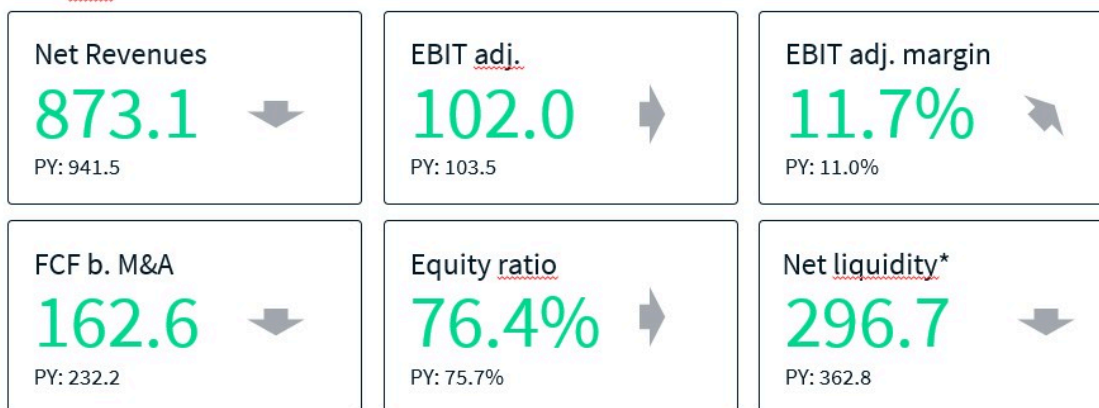 Net Revenues
873.1
PY: 941.5
EBIT adj.
102.0
PY: 103.5
EBIT adj. margin
11.7%
PY: 11.0%
FCF b. M&A
162.6
PY: 232.2
Equity ratio
76.4%
PY: 75.7%
Net liquidity*
296.7
PY: 362.8